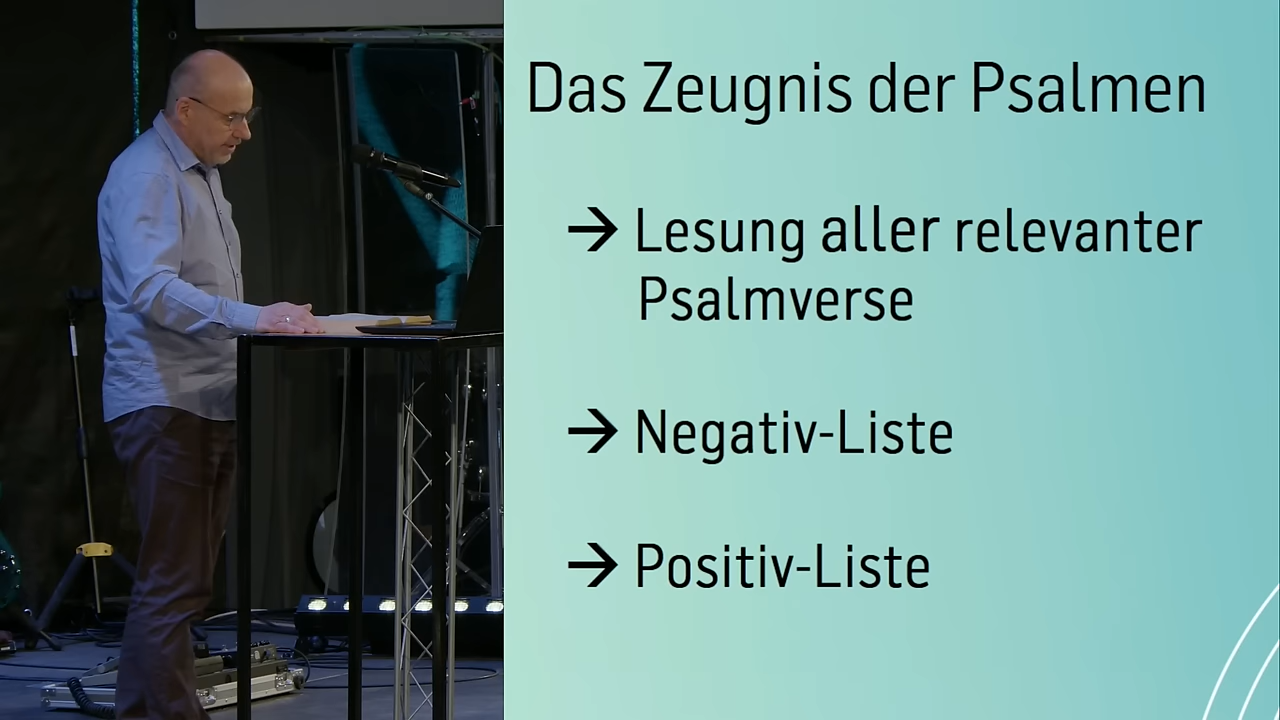 Das Zeugnis der Psalmen
→ Lesung aller relevanter
Psalmverse
→ Negativ-Liste
→ Positiv-Liste